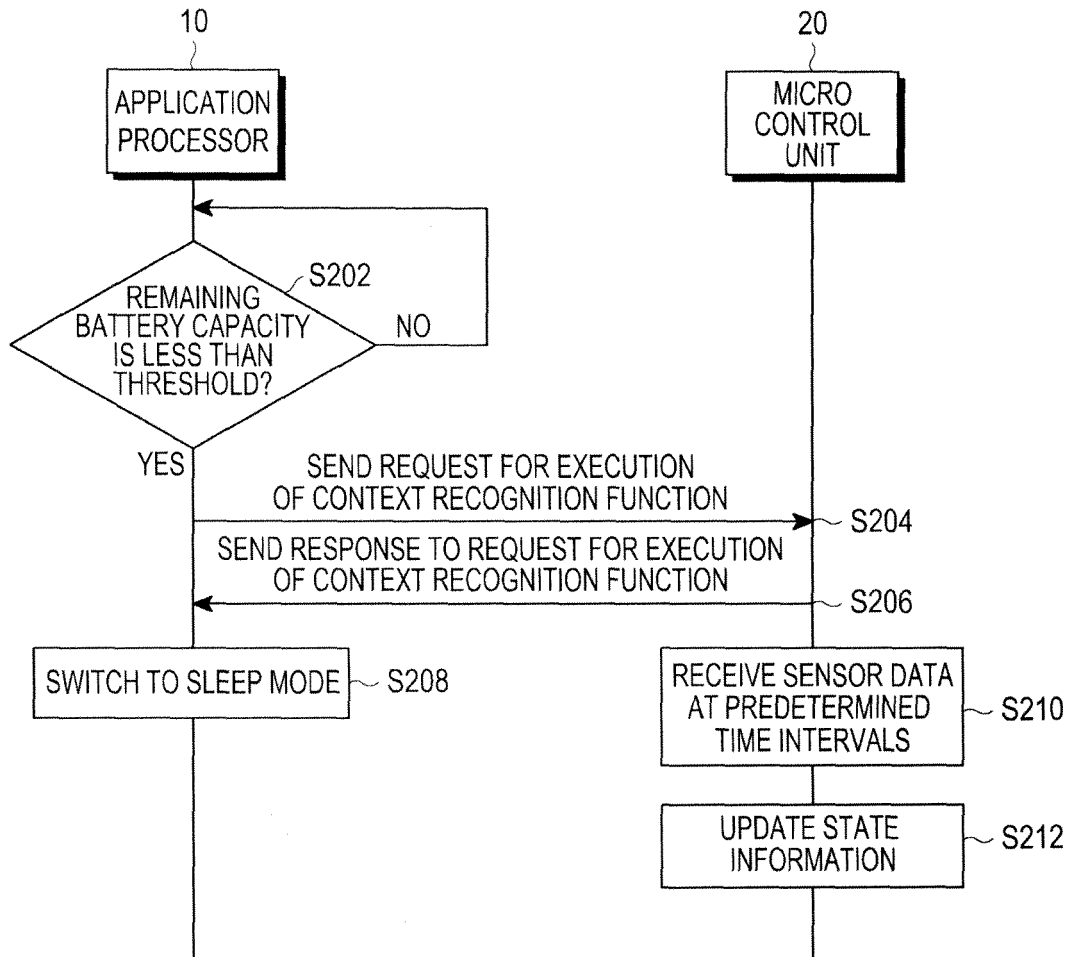 10
20
APPLICATION
PROCESSOR
MICRO
CONTROL
UNIT
S202
REMAINING
BATTERY CAPACITY
IS LESS THAN
THRESHOLD?
NO
YES
SEND REQUEST FOR EXECUTION
OF CONTEXT RECOGNITION FUNCTION
S204
SEND RESPONSE TO REQUEST FOR EXECUTION
OF CONTEXT RECOGNITION FUNCTION
S206
SWITCH TO SLEEP MODE
S208
RECEIVE SENSOR DATA
AT PREDETERMINED
TIME INTERVALS
S210
UPDATE STATE
INFORMATION
S212